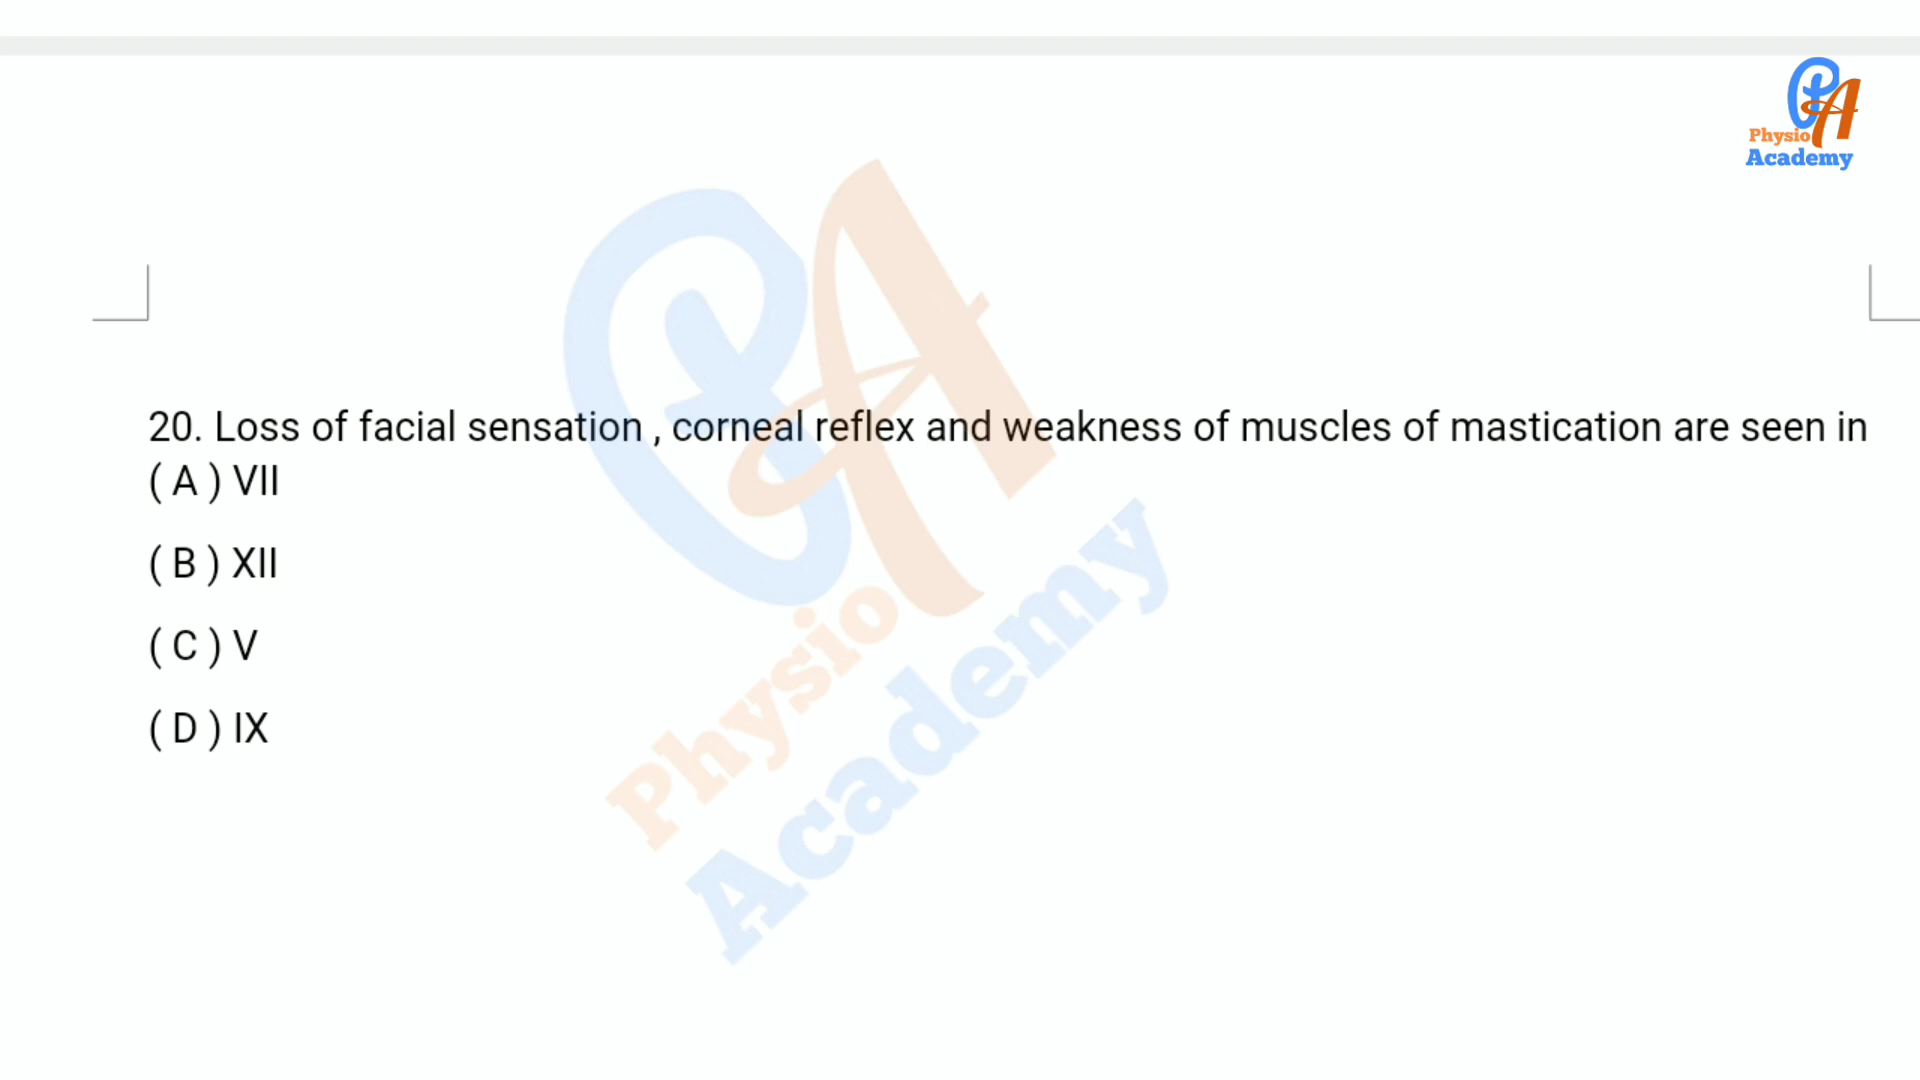 Physio
Academy
20. Loss of facial sensation , corneal reflex and weakness of muscles of mastication are seen in
( A ) VII
( B ) XII
( C ) V
( D ) IX
Physio
Academy